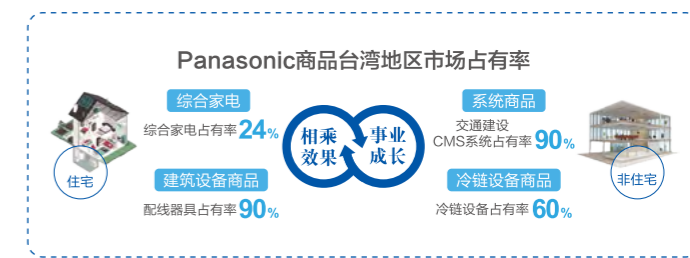 Panasonic商品台湾地区市场占有率
综合家电
综合家电占有率24%
住宅
建筑设备商品
配线器具占有率90%
相乘
效果
事业
成长
系统商品
交通建设
CMS系统占有率90%
冷链设备商品
冷链设备占有率60%
非住宅